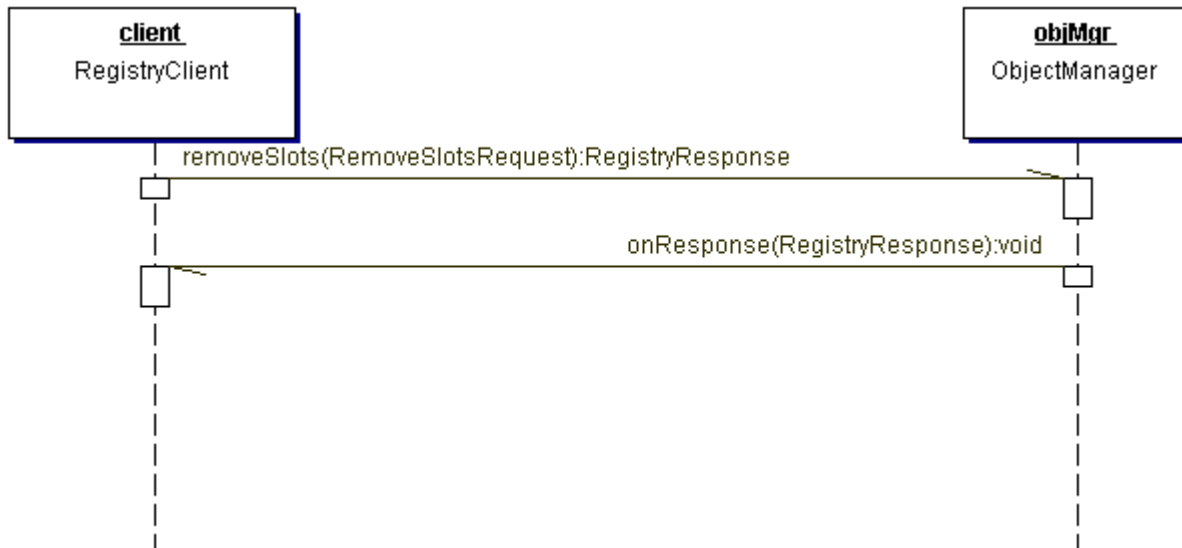 client
RegistryClient
objMgr
ObjectManager
removeSlots(RemoveSlotsRequest):RegistryResponse
onResponse(RegistryResponse):void